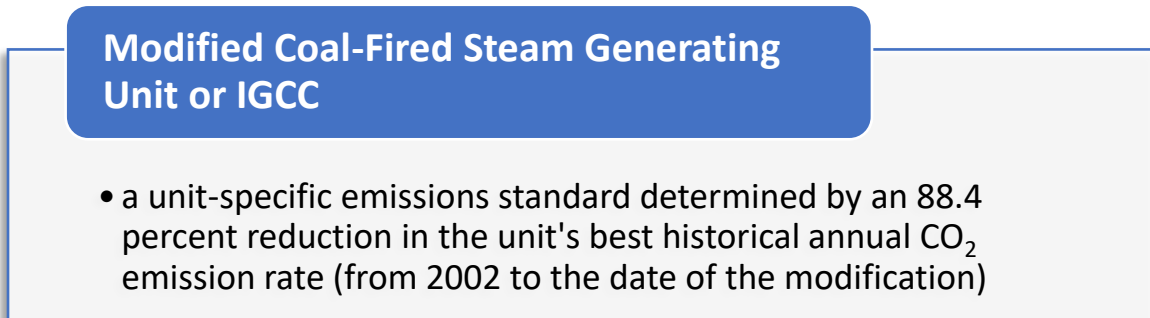 Modified Coal-Fired Steam Generating
Unit or IGCC
• a unit-specific emissions standard determined by an 88.4
percent reduction in the unit's best historical annual CO₂
emission rate (from 2002 to the date of the modification)